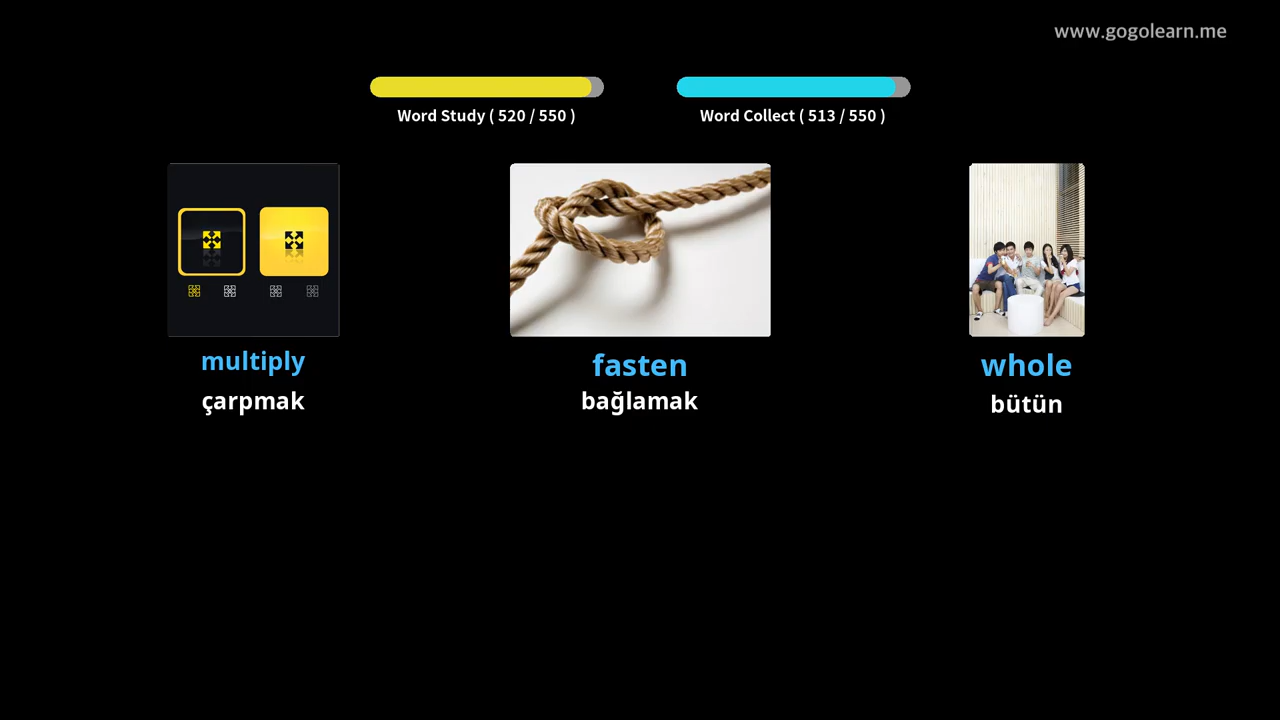 www.gogolearn.me
Word Study ( 520 / 550 )
Word Collect ( 513 / 550 )
multiply
çarpmak
fasten
bağlamak
whole
bütün